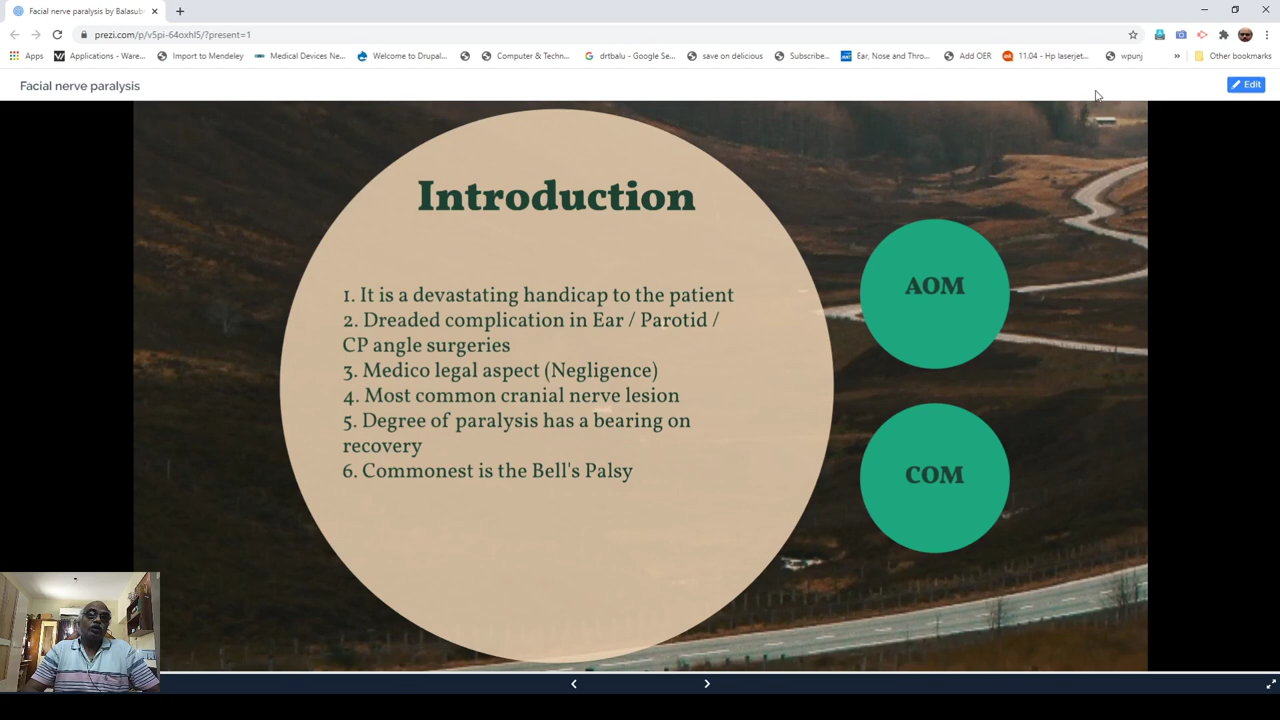 Facial nerve paralysis by Balasub
prezi.com/p/v5pi-64oxhl5/?present=1
Apps
Applications - Ware...
Import to Mendeley
Medical Devices Ne...
Welcome to Drupal...
Computer & Techn...
drtbalu - Google Se...
save on delicious
Subscribe...
Ear, Nose and Thro...
Add OER
11.04 - Hp laserjet...
wpunj
»
Other bookmarks
Facial nerve paralysis
Edit
Introduction
1. It is a devastating handicap to the patient
2. Dreaded complication in Ear / Parotid /
CP angle surgeries
3. Medico legal aspect (Negligence)
4. Most common cranial nerve lesion
5. Degree of paralysis has a bearing on
recovery
6. Commonest is the Bell's Palsy
AOM
COM